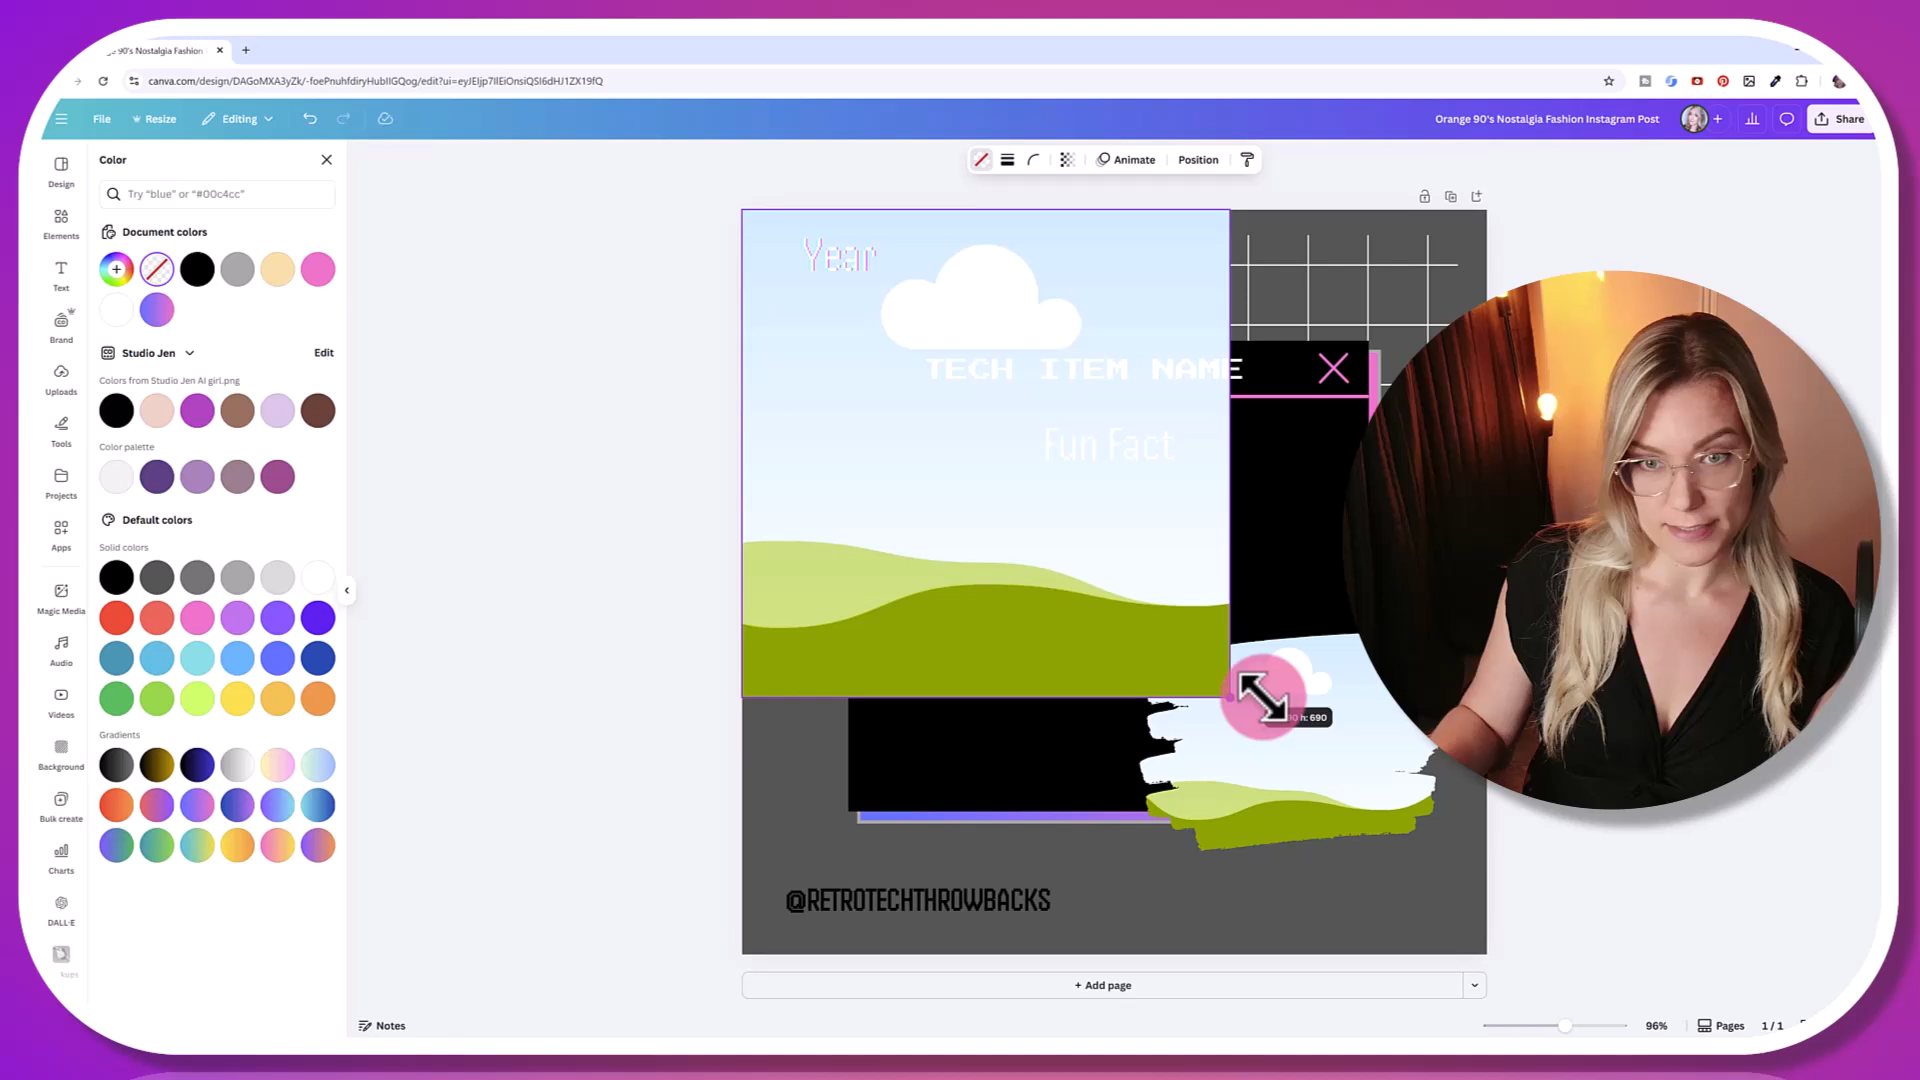 90's Nostalgia Fashion
canva.com/design/DAGoMXA3yZk/-foePnuhfdiryHubIIGQog/edit?ui=eyJEIjp7IlEiOnsiQSI6dHJ1ZX19fQ
File
Resize
Editing
Orange 90's Nostalgia Fashion Instagram Post
Share
Design
Elements
Text
Brand
Uploads
Tools
Projects
Apps
Magic Media
Audio
Videos
Background
Bulk create
Charts
DALL·E
Color
Try "blue" or "#00c4cc"
Document colors
Studio Jen
Edit
Colors from Studio Jen AI girl.png
Color palette
Default colors
Solid colors
Gradients
Animate
Position
Year
TECH ITEM NAME
Fun Fact
h: 690
@RETROTECHTHROWBACKS
+ Add page
Notes
96%
Pages
1 / 1